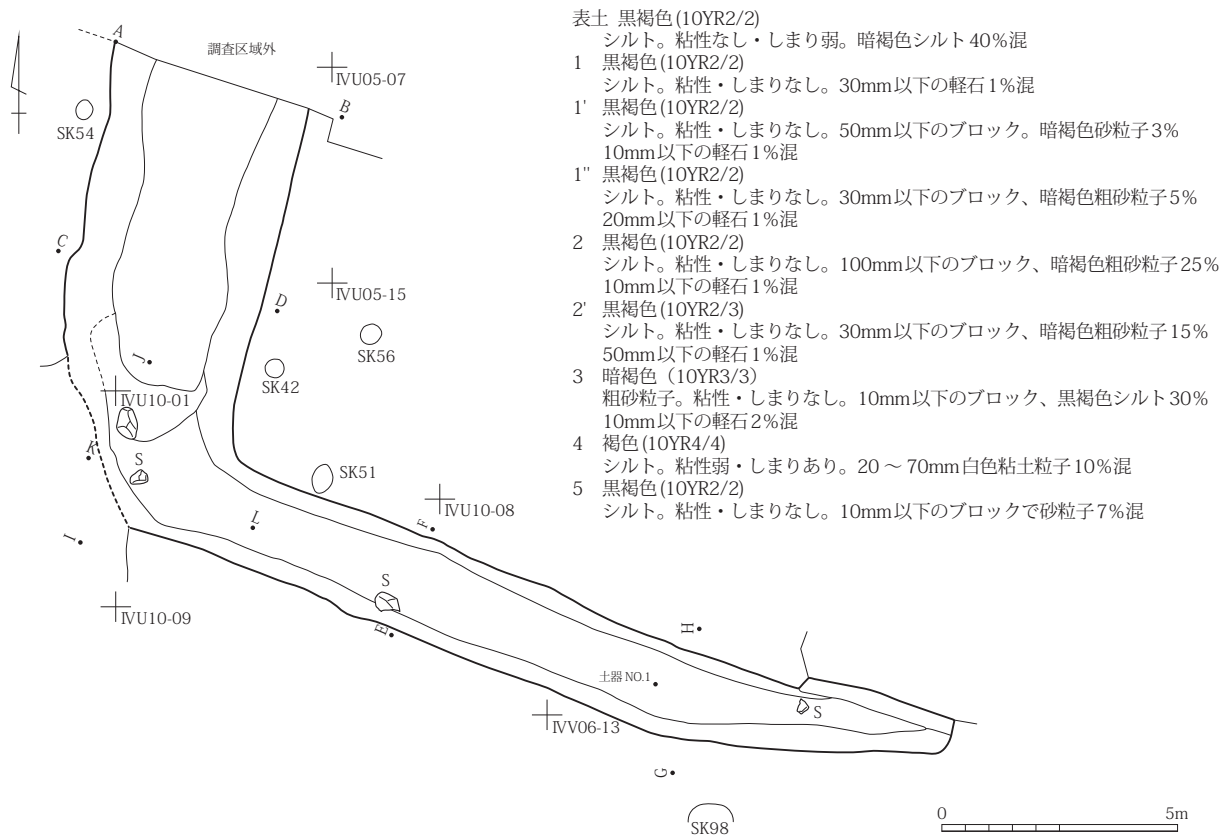 表土 黒褐色(10YR2/2)
シルト。粘性なし・しまり弱。暗褐色シルト40%混
1 黒褐色(10YR2/2)
シルト。粘性・しまりなし。30mm以下の軽石1%混
1' 黒褐色(10YR2/2)
シルト。粘性・しまりなし。50mm以下のブロック。暗褐色砂粒子3%
10mm以下の軽石1%混
1" 黒褐色(10YR2/2)
シルト。粘性・しまりなし。30mm以下のブロック、暗褐色粗砂粒子5%
20mm以下の軽石1%混
2 黒褐色(10YR2/2)
シルト。粘性・しまりなし。100mm以下のブロック、暗褐色粗砂粒子25%
10mm以下の軽石1%混
2' 黒褐色(10YR2/3)
シルト。粘性・しまりなし。30mm以下のブロック、暗褐色粗砂粒子15%
50mm以下の軽石1%混
3 暗褐色（10YR3/3）
粗砂粒子。粘性・しまりなし。10mm以下のブロック、黒褐色シルト30%
10mm以下の軽石2%混
4 褐色(10YR4/4)
シルト。粘性弱・しまりあり。20～70mm白色粘土粒子10%混
5 黒褐色(10YR2/2)
シルト。粘性・しまりなし。10mm以下のブロックで砂粒子7%混
A
調査区域外
ⅣU05-07
B
SK54
C
ⅣU05-15
D
SK56
J
SK42
ⅣU10-01
K
S
SK51
ⅣU10-08
L
F
I
S
ⅣU10-09
E
H
土器 NO.1
S
ⅣV06-13
G
SK98
0 5m